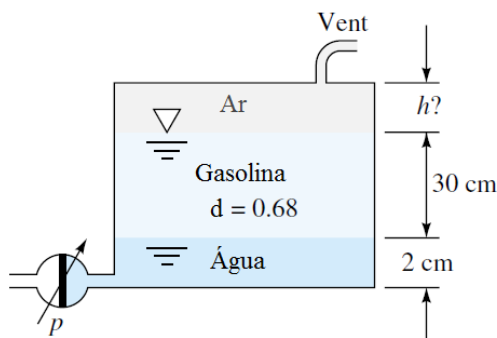 Vent
Ar
h?
Gasolina
d = 0.68
30 cm
Água
2 cm
p